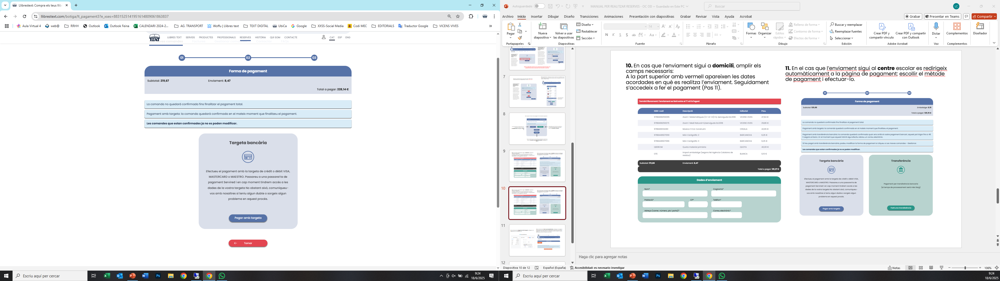 Llibrestext: Compra els teus llib
llibrestext.com/botiga/lt_pagament3?e_xses=8831525141951614809061863837
Aula Virtual 4
web@
RRHH
Outlook
Outlook Feina
CALENDARI 2024-2...
AG. TRANSPORT
Woffu | Llibres text
TEXT DIGITAL
UbiCa
Google
XXSS-Social Media
Codi MEC
EDITORIALS
Traductor Google
VICENS VIVES
TEXT
LLIBRES TEXT
SERVEIS
PRODUCTES
PROFESSIONALS
RESERVES
HISTÒRIA
QUI SOM
CONTACTE
CAT
ESP
ENG
01
02
03
Forma de pagament
Subtotal: 219,67
Enviament: 8,47
Total a pagar: 228,14 €
La comanda no quedarà confirmada fins finalitzar el pagament total.
Pagament amb targeta: la comanda quedarà confirmada en el mateix moment que finalitzeu el pagament.
Les comandes que estan confirmades ja no es poden modificar.
Targeta bancària
Efectueu el pagament amb la targeta de crèdit o dèbit VISA,
MASTERCARD o MAESTRO. Passareu a una passarel·la de
pagament Servired i en cap moment tindrem accés a les
dades de la vostra targeta No obstant això, comuniqueu-
vos amb nosaltres si teniu algun dubte o sorgeix algun
problema en aquest procés.
Pagar amb targeta
Tornar
Escriu aquí per cercar
9:24
18/6/2025
Autoguardado
MANUAL PER REALITZAR RESERVES - OC OD • Guardado en Este PC
Buscar
LC
Archivo
Inicio
Insertar
Dibujar
Diseño
Transiciones
Animaciones
Presentación con diapositivas
Grabar
Revisar
Vista
Ayuda
Acrobat
Grabar
Presentar en Teams
Compartir
Pegar
Portapapeles
Nueva
diapositiva
Volver a usar
las diapositivas
Diseño
Restablecer
Sección
Diapositivas
14
N K S S ab AV Aa
Fuente
Párrafo
Formas
Organizar
Estilos
rápidos
Relleno de forma
Contorno de forma
Efectos de forma
Dibujo
Buscar y reemplazar
Reemplazar fuentes
Seleccionar
Edición
Crear PDF y
compartir vínculo
Crear PDF y compartir
con Outlook
Adobe Acrobat
Dictar
Voz
Complementos
Complementos
Diseñador
7
8
9
10
11
12
10. En cas que l'enviament sigui a domicili, omplir els
camps necessaris:
A la part superior amb vermell apareixen les dates
acordades en què es realitza l'enviament. Seguidament
s'accedeix a fer el pagament (Pas 11).
Termini lliurament: l'enviament es farà entre el 7 i el 8 d'agost
ISBN-codi Descripció Editorial Preu
9788468255095 Zoom 1 Matemàtiques (1.1-1.2-1.3)+Q. benviguda Ed.2018 VICENS VIVES 47,64 €
9788468256375 Zoom 1 Medi Natural+Q.benviguda Ed.2018 VICENS VIVES 29,86 €
9788466134361 Música 1+Cd. Construïm CRUILLA 42,65 €
9788448927059 Món Cal.ligràfic 2 BARCANOVA 6,25 €
9788448927066 Món Cal.ligràfic 3 BARCANOVA 6,25 €
QB2BCIM Quota material primària QUOTA 40,00 €
OTE Import embalatge (segons llei Agència Catalana de
residus) BLANCA 0,15 €
Subtotal: 172,80
Enviament: 8,47
Total a pagar: 181,27 €
Dades d'enviament
Nom*
Cognoms*
Població*
CP*
Telèfon*
Adreça (carrer, número, pis i porta)*
Correu electrònic*
11. En el cas que l'enviament sigui al centre escolar es redirigeix
automàticament a la pàgina de pagament: escollir el mètode
de pagament i efectuar-lo.
01
02
03
Forma de pagament
Subtotal: 125,00
Embalatge: 0,15
Total a pagar: 125,15 €
La comanda no quedarà confirmada fins finalitzar el pagament total.
Pagament amb targeta: la comanda quedarà confirmada en el mateix moment que finalitzeu el pagament.
Pagament amb transferència bancària: la comanda quedarà confirmada quan ens arribi el vostre pagament bancari, aquest pot trigar fins a 48
h segons el banc. En el moment que aquest tràmit sigui efectiu rebreu un correu electrònic.
Si heu pagat amb transferència bancària, podeu modificar la forma de pagament si cliqueu a Les meves comandes - Gestionar.
Les comandes que estan confirmades ja no es poden modificar.
Targeta bancària
Efectueu el pagament amb la targeta de crèdit o dèbit VISA,
MASTERCARD o MAESTRO. Passareu a una passarel·la de
pagament Servired i en cap moment tindrem accés a les
dades de la vostra targeta No obstant això, comuniqueu-
vos amb nosaltres si teniu algun dubte o sorgeix algun
problema en aquest procés.
Pagar amb targeta
Transferència
Pagament per transferència bancària
(el temps de processament serà més llarg)
Faré una transferència
Haga clic para agregar notas
Diapositiva 10 de 12
Español (España)
Accesibilidad: es necesario investigar
Notas
106%
Escriu aquí per cercar
9:24
18/6/2025